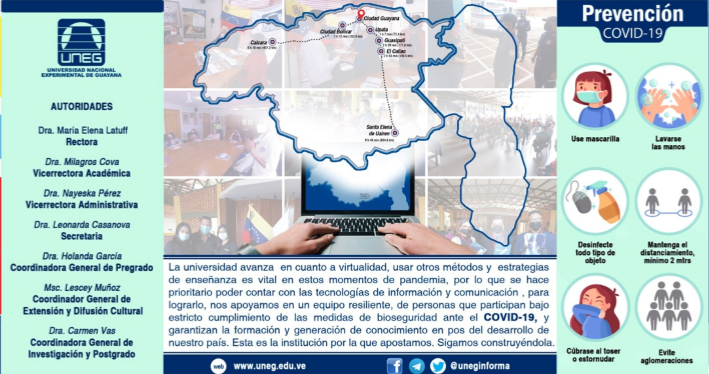 UNEG
UNIVERSIDAD NACIONAL
EXPERIMENTAL DE GUAYANA
AUTORIDADES
Dra. Maria Elena Latuff
Rectora
Dra. Milagros Cova
Vicerrectora Académica
Dra. Nayeska Pérez
Vicerrectora Administrativa
Dra. Leonarda Casanova
Secretaria
Dra. Holanda García
Coordinadora General de Pregrado
Msc. Lescey Muñoz
Coordinador General de
Extensión y Difusión Cultural
Dra. Carmen Vas
Coordinadora General de
Investigación y Postgrado
Ciudad Guayana
Ciudad Bolívar
Upata
Caicara
Guasipati
El Callao
Santa Elena
de Uairen
La universidad avanza en cuanto a virtualidad, usar otros métodos y estrategias
de enseñanza es vital en estos momentos de pandemia, por lo que se hace
prioritario poder contar con las tecnologías de información y comunicación , para
lograrlo, nos apoyamos en un equipo resiliente, de personas que participan bajo
estricto cumplimiento de las medidas de bioseguridad ante el COVID-19, y
garantizan la formación y generación de conocimiento en pos del desarrollo de
nuestro país. Esta es la institución por la que apostamos. Sigamos construyéndola.
web www.uneg.edu.ve @uneginforma
Prevención
COVID-19
Use mascarilla
Lavarse
las manos
Desinfecte
todo tipo de
objeto
Mantenga el
distanciamiento,
mínimo 2 mtrs
Cúbrase al toser
o estornudar
Evite
aglomeraciones